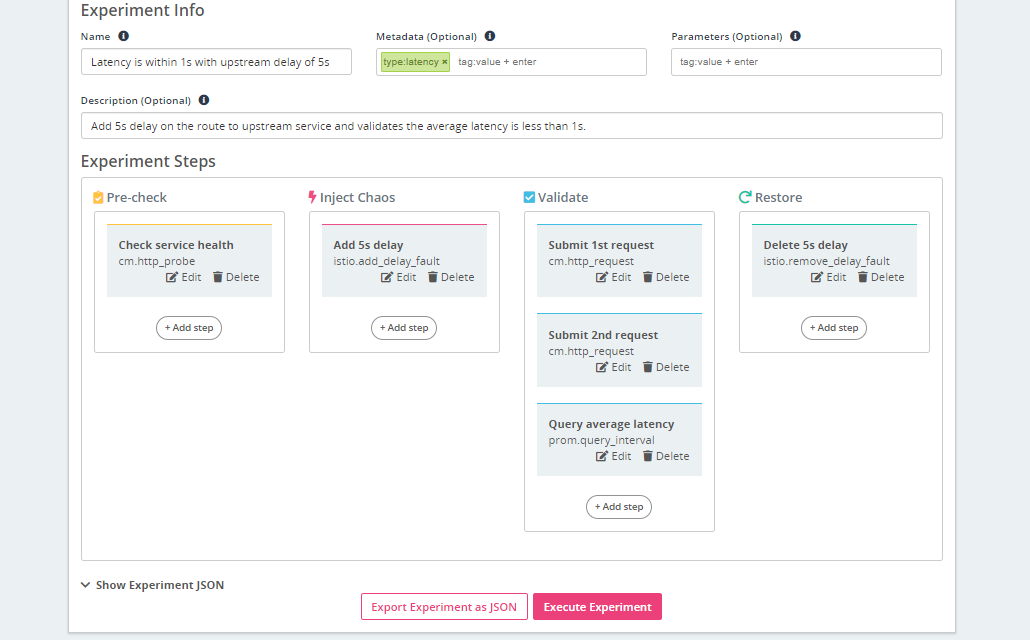 Experiment Info
Name
Metadata (Optional)
Parameters (Optional)
Latency is within 1s with upstream delay of 5s
type:latency × tag:value + enter
tag:value + enter
Description (Optional)
Add 5s delay on the route to upstream service and validates the average latency is less than 1s.
Experiment Steps
Pre-check
Check service health
cm.http_probe
Edit Delete
+ Add step
Inject Chaos
Add 5s delay
istio.add_delay_fault
Edit Delete
+ Add step
Validate
Submit 1st request
cm.http_request
Edit Delete
Submit 2nd request
cm.http_request
Edit Delete
Query average latency
prom.query_interval
Edit Delete
+ Add step
Restore
Delete 5s delay
istio.remove_delay_fault
Edit Delete
+ Add step
Show Experiment JSON
Export Experiment as JSON
Execute Experiment